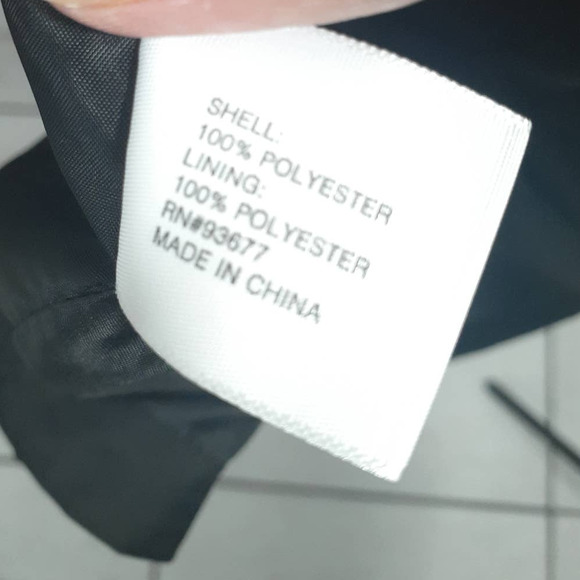 SHELL:
100% POLYESTER
LINING:
100% POLYESTER
RN#93677
MADE IN CHINA